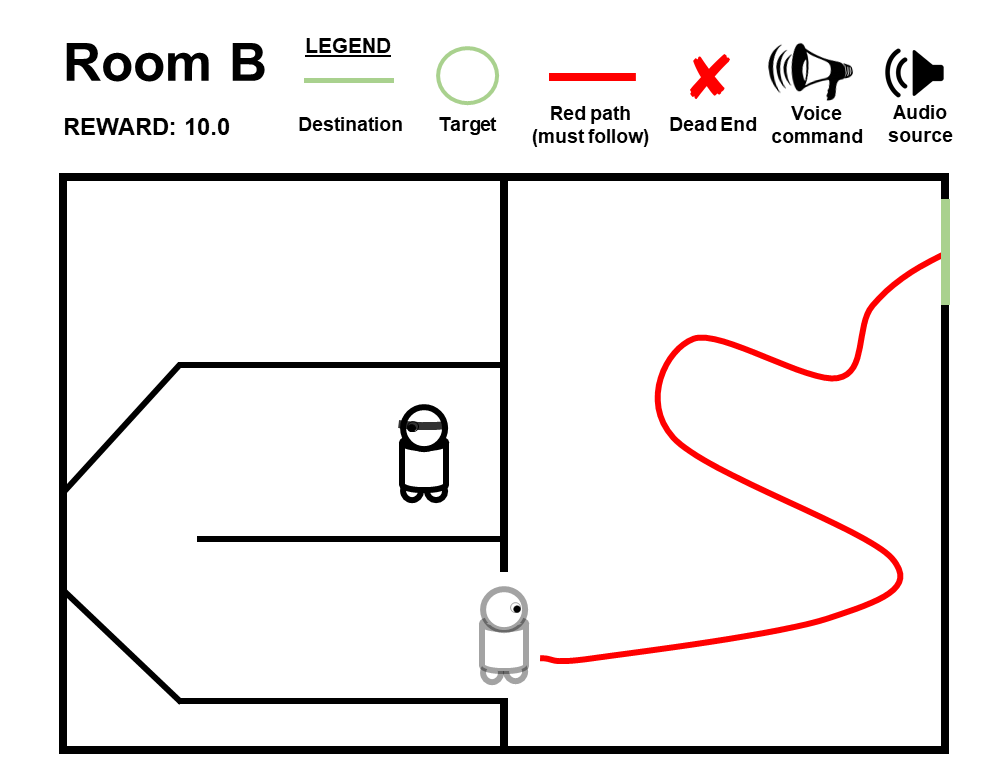 Room B
REWARD: 10.0
LEGEND
Destination
Target
Red path
(must follow)
Dead End
Voice
command
Audio
source